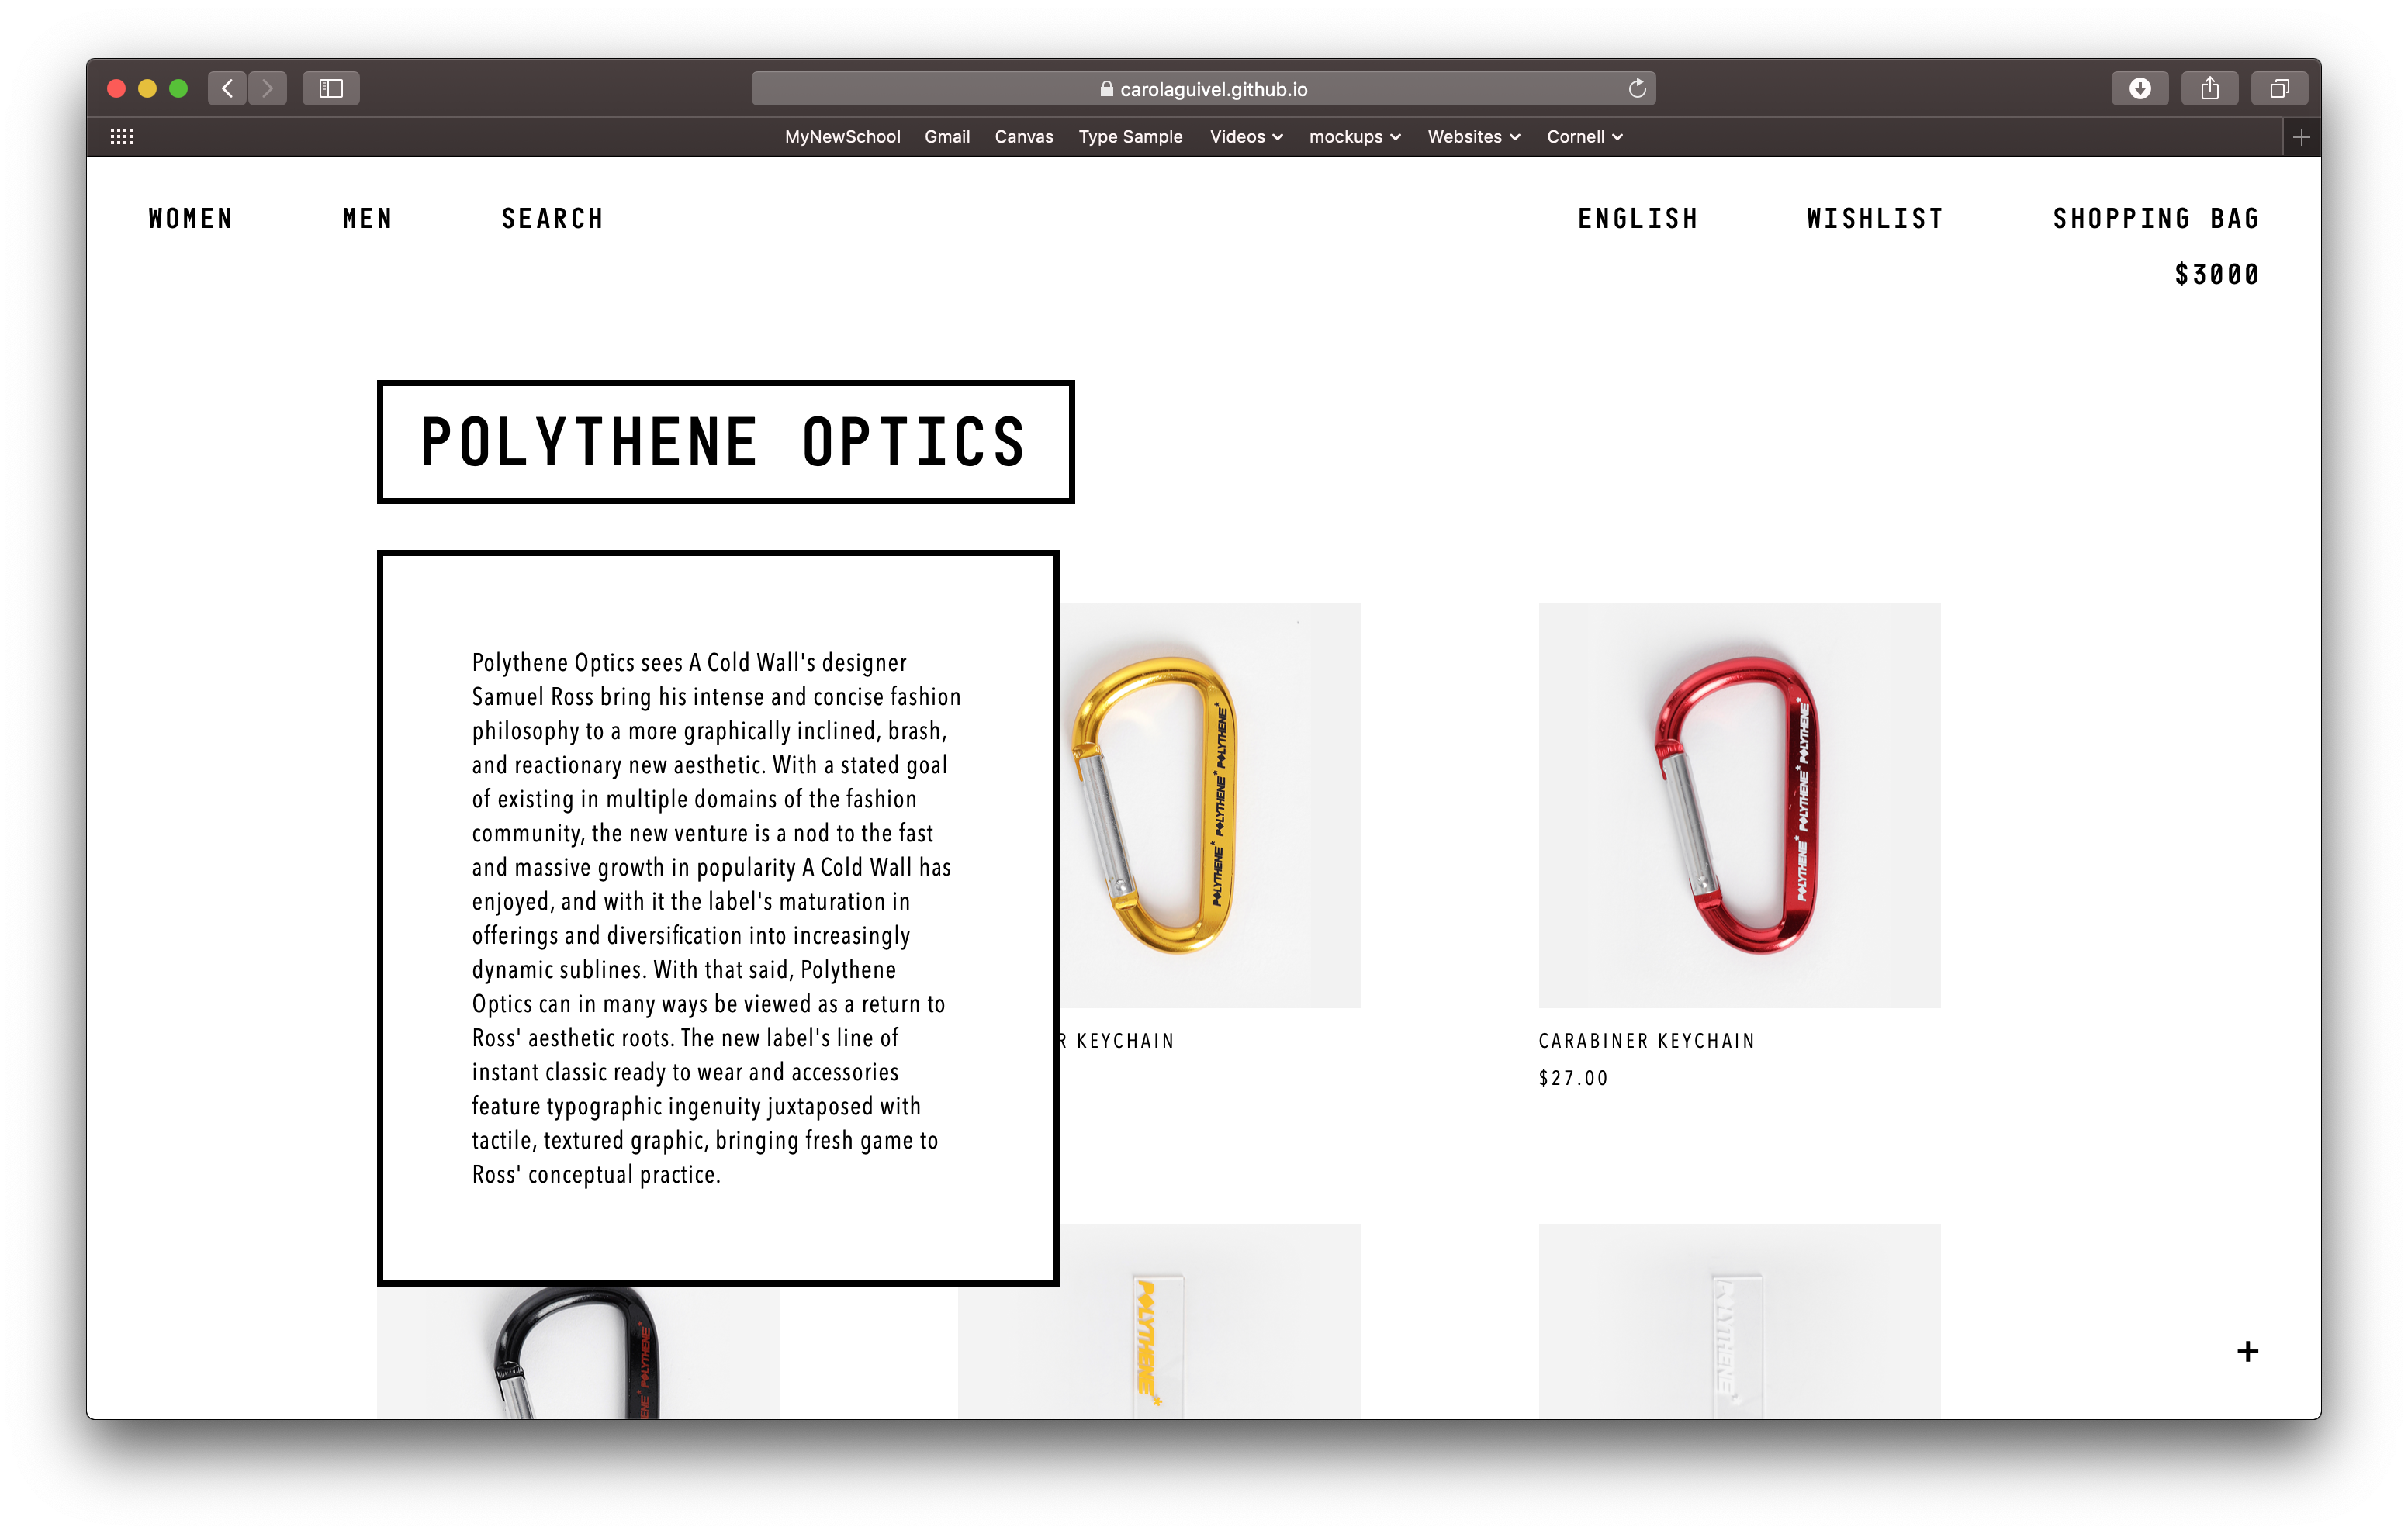 carolaguivel.github.io
MyNewSchool Gmail Canvas Type Sample Videos mockups Websites Cornell
WOMEN MEN SEARCH ENGLISH WISHLIST SHOPPING BAG
$3000
POLYTHENE OPTICS
Polythene Optics sees A Cold Wall's designer
Samuel Ross bring his intense and concise fashion
philosophy to a more graphically inclined, brash,
and reactionary new aesthetic. With a stated goal
of existing in multiple domains of the fashion
community, the new venture is a nod to the fast
and massive growth in popularity A Cold Wall has
enjoyed, and with it the label's maturation in
offerings and diversification into increasingly
dynamic sublines. With that said, Polythene
Optics can in many ways be viewed as a return to
Ross' aesthetic roots. The new label's line of
instant classic ready to wear and accessories
feature typographic ingenuity juxtaposed with
tactile, textured graphic, bringing fresh game to
Ross' conceptual practice.
POLYTHENE* POLYTHENE* POLYTHENE*
POLYTHENE* POLYTHENE* POLYTHENE*
R KEYCHAIN
CARABINER KEYCHAIN
$27.00
POLYTHENE*
POLYTHENE*
POLYTHENE*